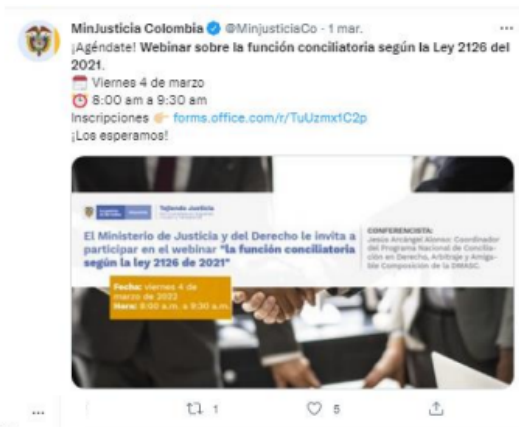 MinJusticia Colombia @MinjusticiaCo · 1 mar.
¡Agéndate! Webinar sobre la función conciliatoria según la Ley 2126 del
2021.
Viernes 4 de marzo
8:00 am a 9:30 am
Inscripciones 👉 forms.office.com/r/TuUzmx1C2p
¡Los esperamos!
Tejiendo Justicia
El Ministerio de Justicia y del Derecho le invita a
participar en el webinar "la función conciliatoria
según la ley 2126 de 2021"
CONFERENCISTA:
Jesús Arcángel Alonso: Coordinador
del Programa Nacional de Concilia-
ción en Derecho, Arbitraje y Amiga-
ble Composición de la DMASC.
Fecha: viernes 4 de
marzo de 2022
Hora: 8:00 a.m. a 9:30 a.m.
1
5